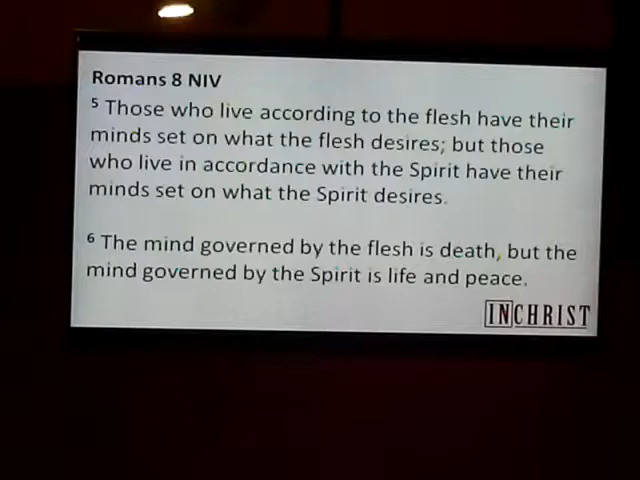 Romans 8 NIV
5 Those who live according to the flesh have their
minds set on what the flesh desires; but those
who live in accordance with the Spirit have their
minds set on what the Spirit desires.
6 The mind governed by the flesh is death, but the
mind governed by the Spirit is life and peace.
INCHRIST